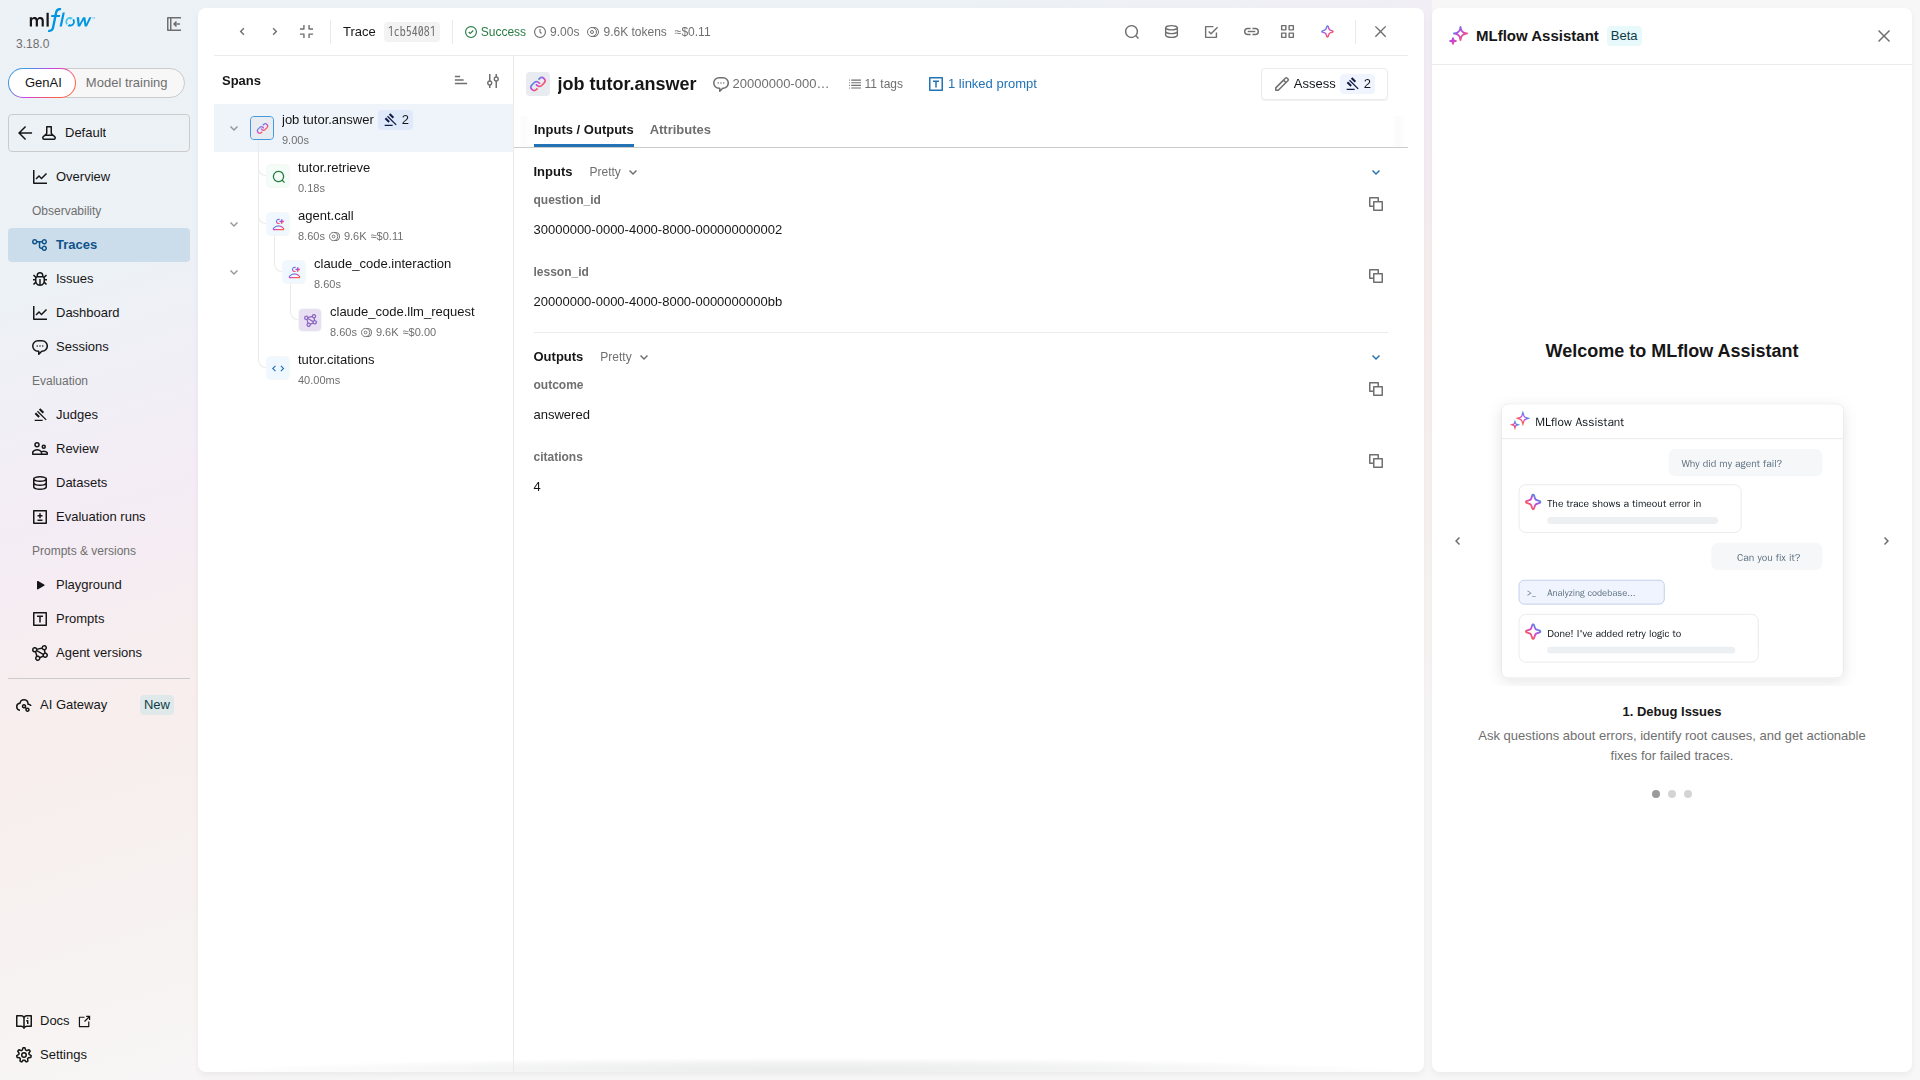 mlflow
3.18.0
GenAI
Model training
Default
Overview
Observability
Traces
Issues
Dashboard
Sessions
Evaluation
Judges
Review
Datasets
Evaluation runs
Prompts & versions
Playground
Prompts
Agent versions
AI Gateway
New
Docs
Settings
Trace 1cb54081 Success 9.00s 9.6K tokens ≈$0.11
Spans
job tutor.answer 2
9.00s
tutor.retrieve
0.18s
agent.call
8.60s 9.6K ≈$0.11
claude_code.interaction
8.60s
claude_code.llm_request
8.60s 9.6K ≈$0.00
tutor.citations
40.00ms
job tutor.answer 20000000-000… 11 tags 1 linked prompt
Assess 2
Inputs / Outputs Attributes
Inputs Pretty
question_id
30000000-0000-4000-8000-000000000002
lesson_id
20000000-0000-4000-8000-0000000000bb
Outputs Pretty
outcome
answered
citations
4
MLflow Assistant Beta
Welcome to MLflow Assistant
MLflow Assistant
Why did my agent fail?
The trace shows a timeout error in
Can you fix it?
>_ Analyzing codebase...
Done! I've added retry logic to
1. Debug Issues
Ask questions about errors, identify root causes, and get actionable
fixes for failed traces.